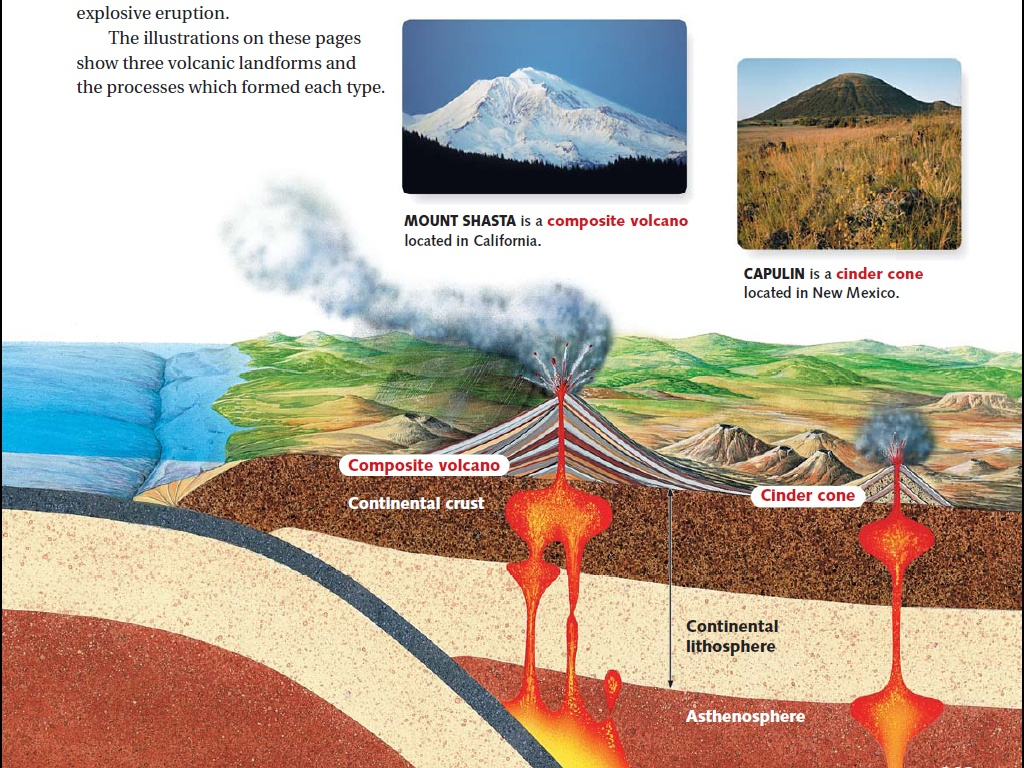 explosive eruption.
The illustrations on these pages
show three volcanic landforms and
the processes which formed each type.
MOUNT SHASTA is a composite volcano
located in California.
CAPULIN is a cinder cone
located in New Mexico.
Composite volcano
Continental crust
Cinder cone
Continental
lithosphere
Asthenosphere